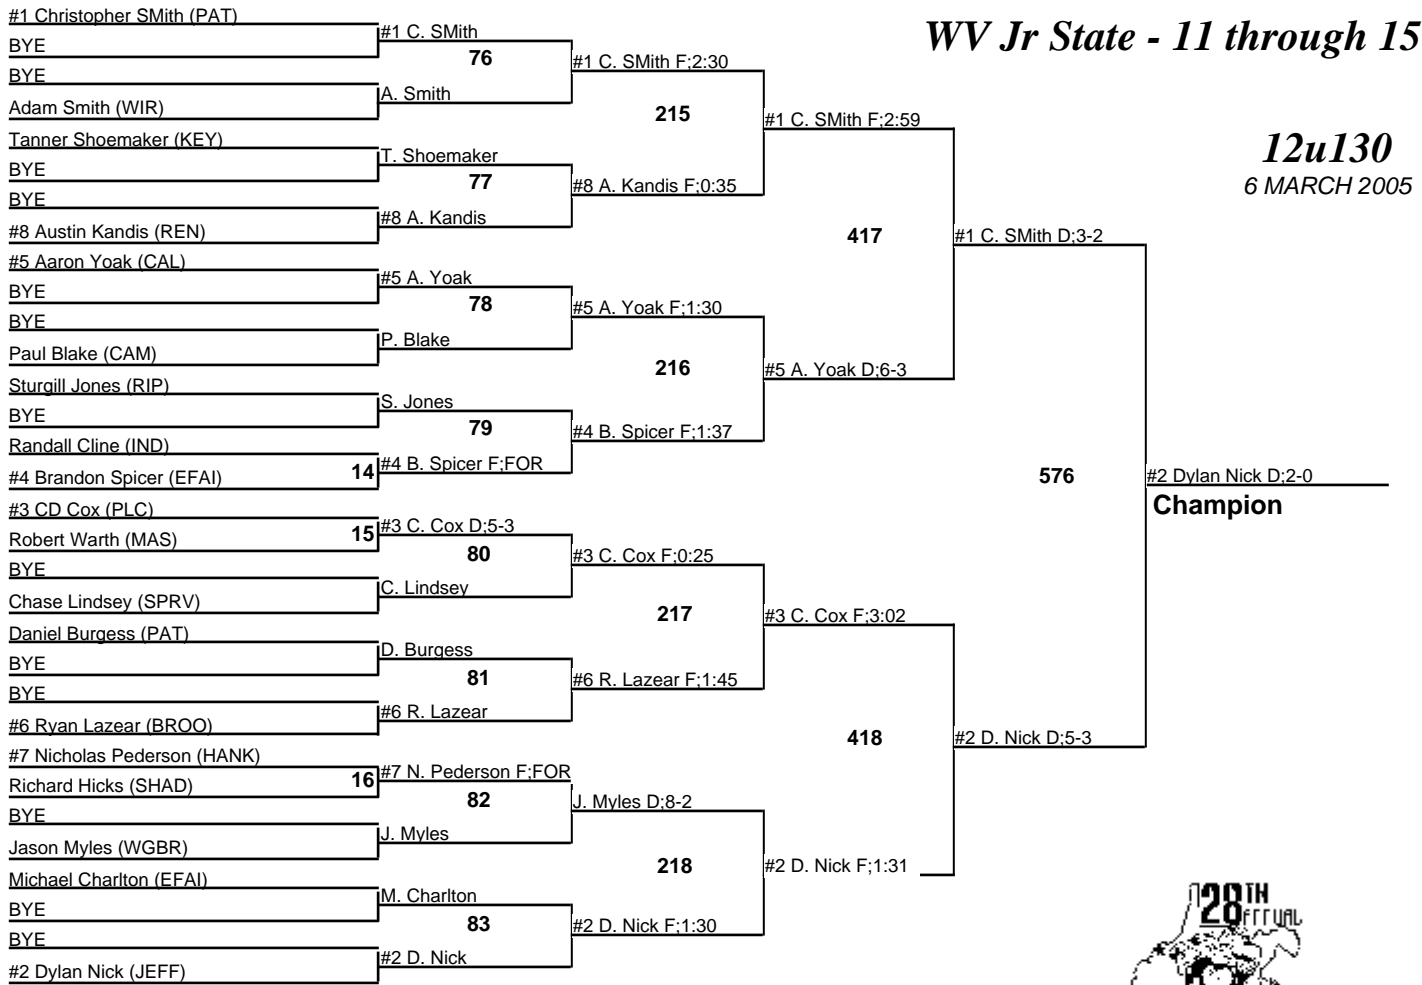 WV Jr State - 11 through 15
12u130
6 MARCH 2005
#1 Christopher SMith (PAT)
BYE
BYE
Adam Smith (WIR)
Tanner Shoemaker (KEY)
BYE
BYE
#8 Austin Kandis (REN)
#5 Aaron Yoak (CAL)
BYE
BYE
Paul Blake (CAM)
Sturgill Jones (RIP)
BYE
Randall Cline (IND)
#4 Brandon Spicer (EFAI)
14
#3 CD Cox (PLC)
Robert Warth (MAS)
15
BYE
Chase Lindsey (SPRV)
Daniel Burgess (PAT)
BYE
BYE
#6 Ryan Lazear (BROO)
#7 Nicholas Pederson (HANK)
Richard Hicks (SHAD)
16
BYE
Jason Myles (WGBR)
Michael Charlton (EFAI)
BYE
BYE
#2 Dylan Nick (JEFF)
#1 C. SMith
76
A. Smith
T. Shoemaker
77
#8 A. Kandis
#5 A. Yoak
78
P. Blake
S. Jones
79
#4 B. Spicer F;FOR
#3 C. Cox D;5-3
80
C. Lindsey
D. Burgess
81
#6 R. Lazear
#7 N. Pederson F;FOR
82
J. Myles
M. Charlton
83
#2 D. Nick
#1 C. SMith F;2:30
215
#8 A. Kandis F;0:35
#5 A. Yoak F;1:30
216
#4 B. Spicer F;1:37
#3 C. Cox F;0:25
217
#6 R. Lazear F;1:45
J. Myles D;8-2
218
#2 D. Nick F;1:30
#1 C. SMith F;2:59
417
#5 A. Yoak D;6-3
#3 C. Cox F;3:02
418
#2 D. Nick F;1:31
#1 C. SMith D;3-2
576
#2 D. Nick D;5-3
#2 Dylan Nick D;2-0
Champion
28TH